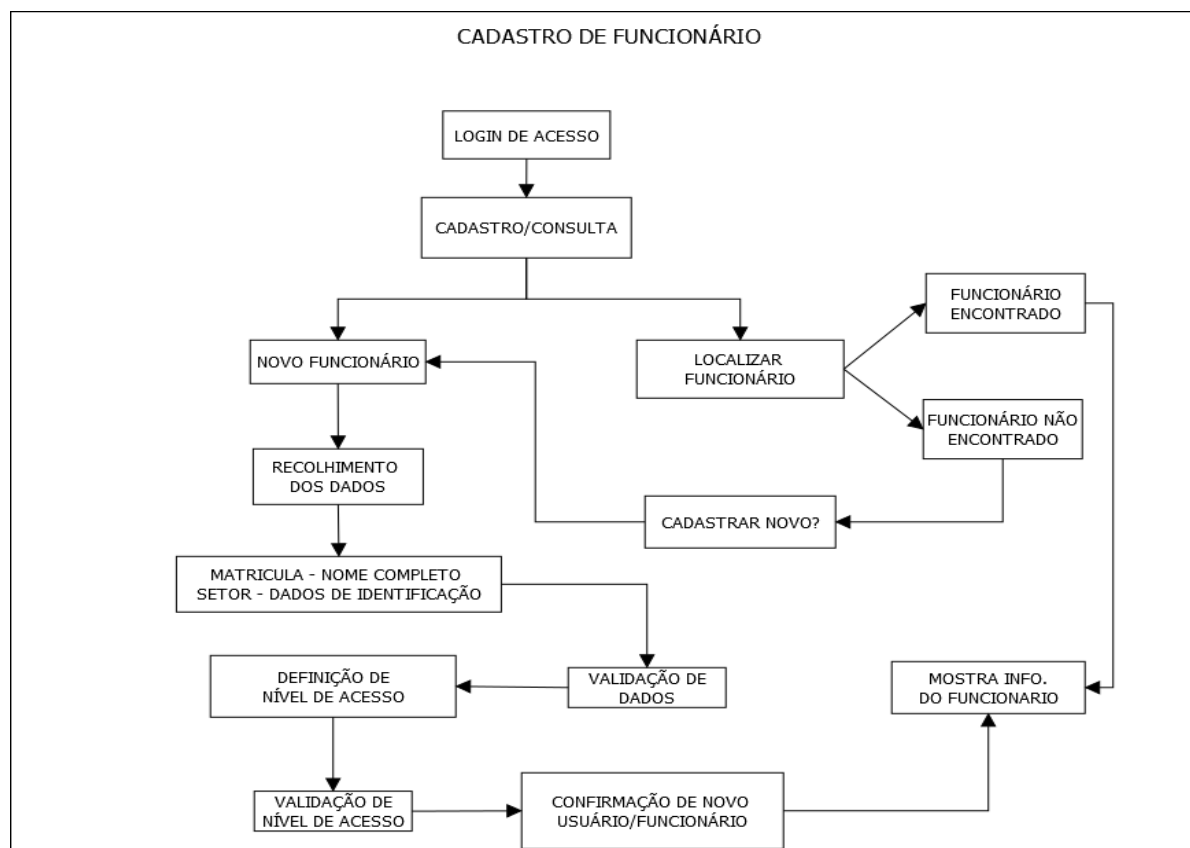 CADASTRO DE FUNCIONÁRIO
LOGIN DE ACESSO
CADASTRO/CONSULTA
FUNCIONÁRIO
ENCONTRADO
NOVO FUNCIONÁRIO
LOCALIZAR
FUNCIONÁRIO
FUNCIONÁRIO NÃO
ENCONTRADO
RECOLHIMENTO
DOS DADOS
CADASTRAR NOVO?
MATRICULA - NOME COMPLETO
SETOR - DADOS DE IDENTIFICAÇÃO
DEFINIÇÃO DE
NÍVEL DE ACESSO
VALIDAÇÃO DE
DADOS
MOSTRA INFO.
DO FUNCIONARIO
VALIDAÇÃO DE
NÍVEL DE ACESSO
CONFIRMAÇÃO DE NOVO
USUÁRIO/FUNCIONÁRIO